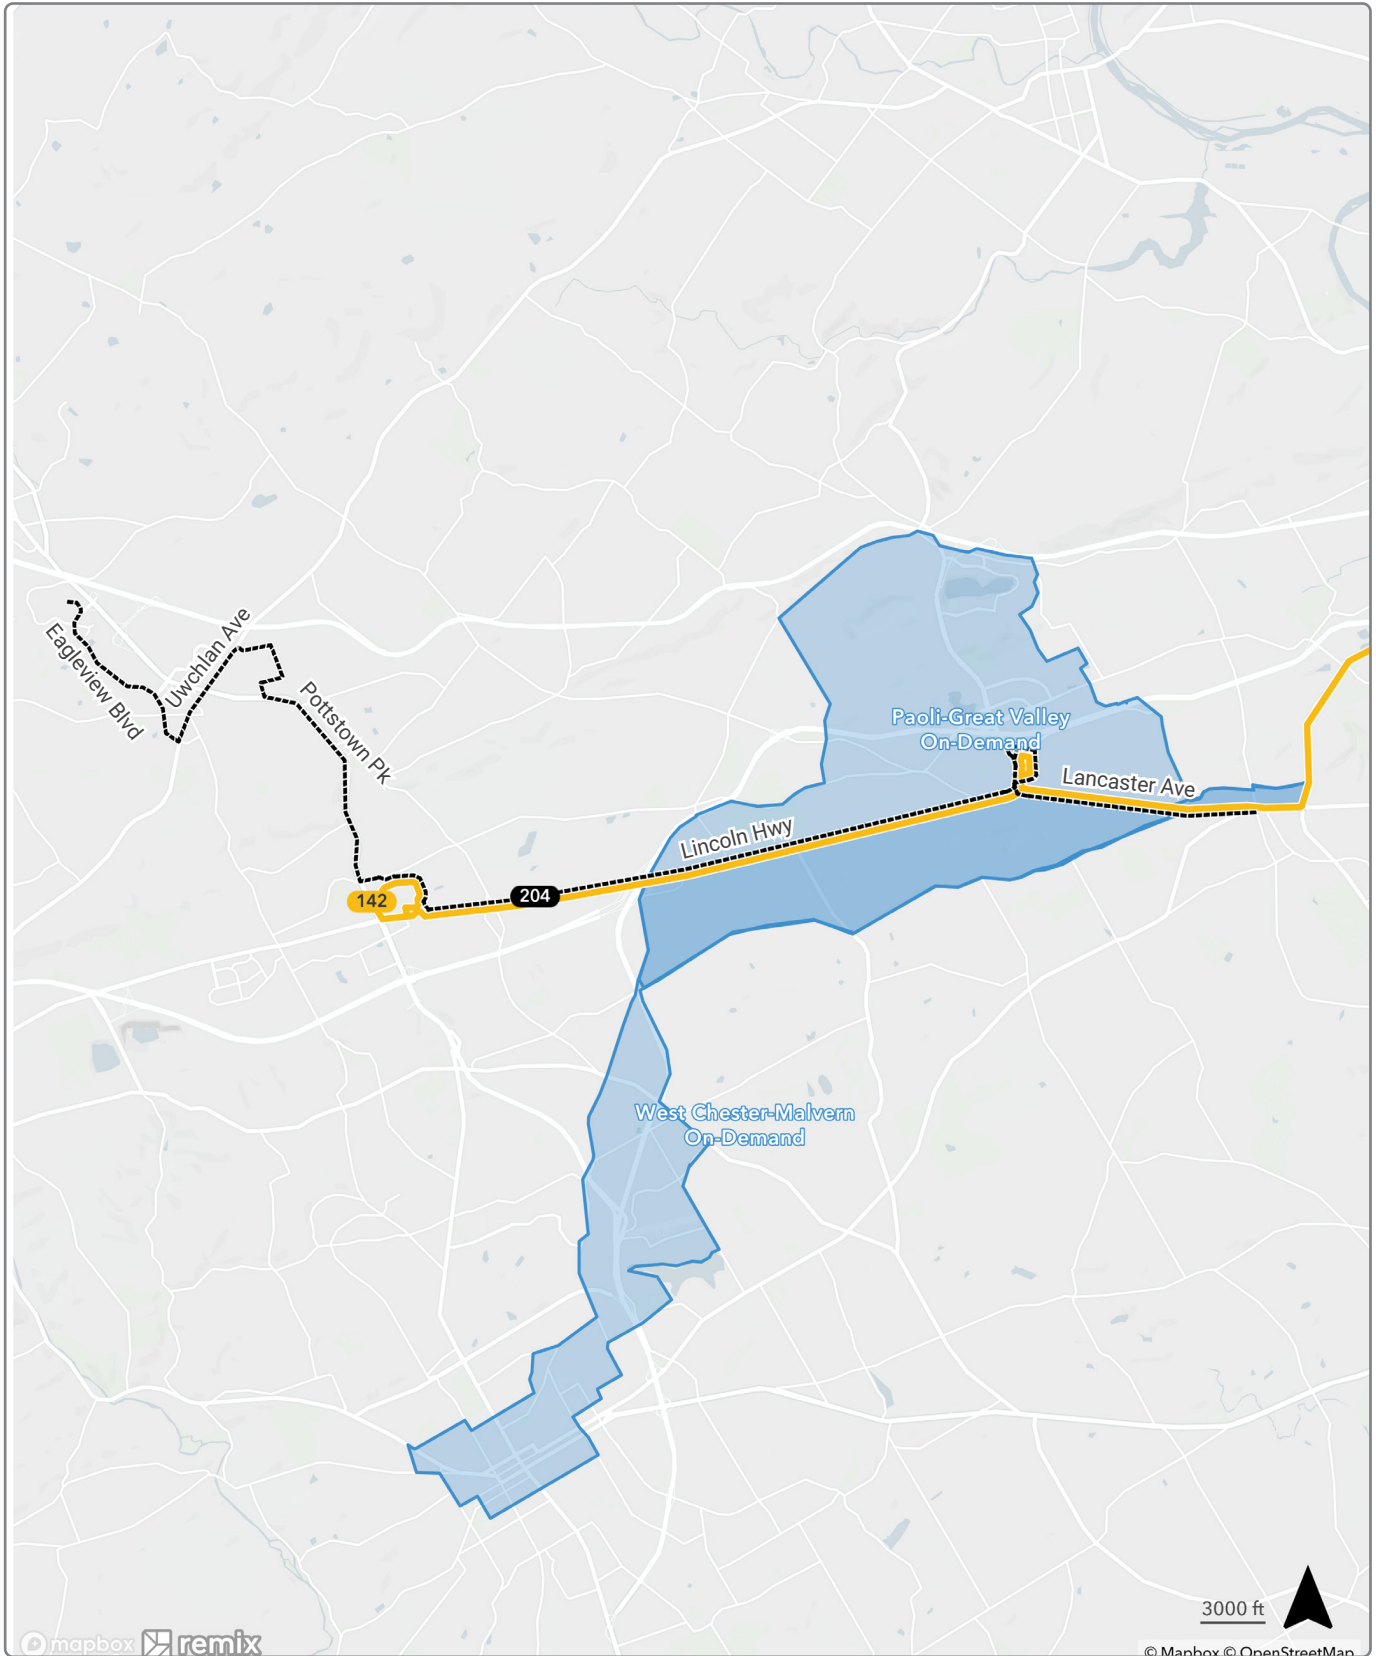 Eagleview Blvd
Uwchlan Ave
Pottstown Pk
Paoli-Great Valley
On-Demand
1
Lancaster Ave
Lincoln Hwy
204
142
West Chester-Malvern
On-Demand
3000 ft
mapbox remix
© Mapbox © OpenStreetMap